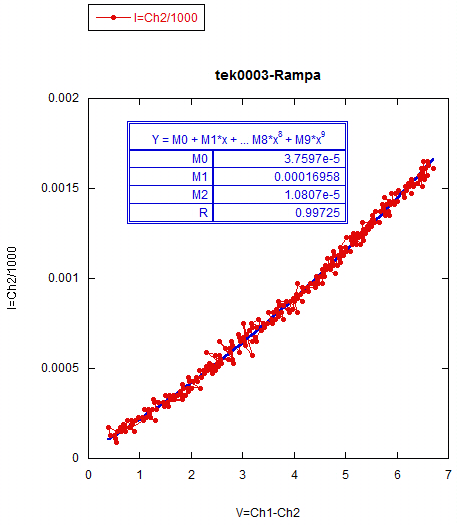 I=Ch2/1000
tek0003-Rampa
0.002
Y = M0 + M1*x + ... M8*x⁸ + M9*x⁹
M0 3.7597e-5
M1 0.00016958
M2 1.0807e-5
R 0.99725
0.0015
0.001
0.0005
0
I=Ch2/1000
0 1 2 3 4 5 6 7
V=Ch1-Ch2